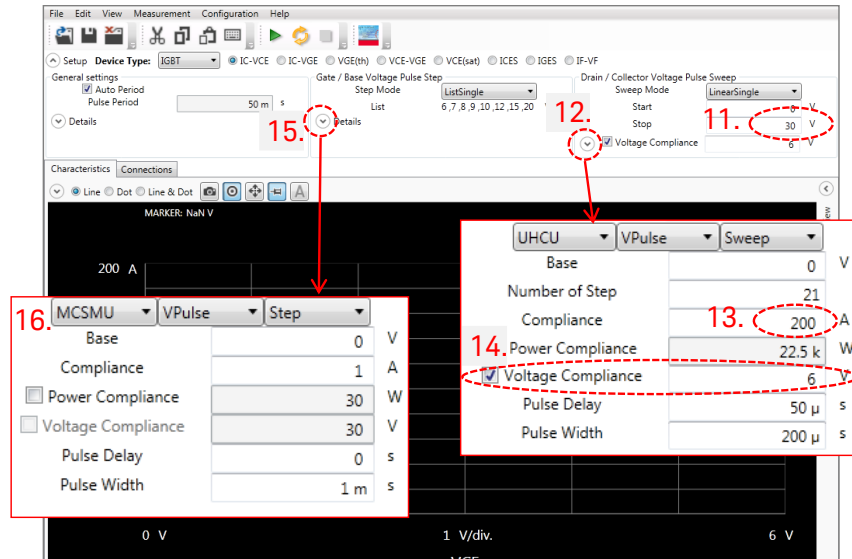 File Edit View Measurement Configuration Help
Setup Device Type: IGBT IC-VCE IC-VGE VGE(th) VCE-VGE VCE(sat) ICES IGES IF-VF
General settings
Auto Period
Pulse Period 50 m s
Details
Gate / Base Voltage Pulse Step
Step Mode ListSingle
List 6 ,7 ,8 ,9 ,10 ,12 ,15 ,20
15. Details
Drain / Collector Voltage Pulse Sweep
Sweep Mode LinearSingle
Start 0 V
Stop 11. 30 V
12. Voltage Compliance 6 V
Characteristics Connections
Line Dot Line & Dot A
MARKER: NaN V
200 A
16. MCSMU VPulse Step
Base 0 V
Compliance 1 A
Power Compliance 30 W
Voltage Compliance 30 V
Pulse Delay 0 s
Pulse Width 1 m s
UHCU VPulse Sweep
Base 0 V
Number of Step 21
Compliance 13. 200 A
14. Power Compliance 22.5 k W
Voltage Compliance 6 V
Pulse Delay 50 µ s
Pulse Width 200 µ s
0 V 1 V/div. 6 V